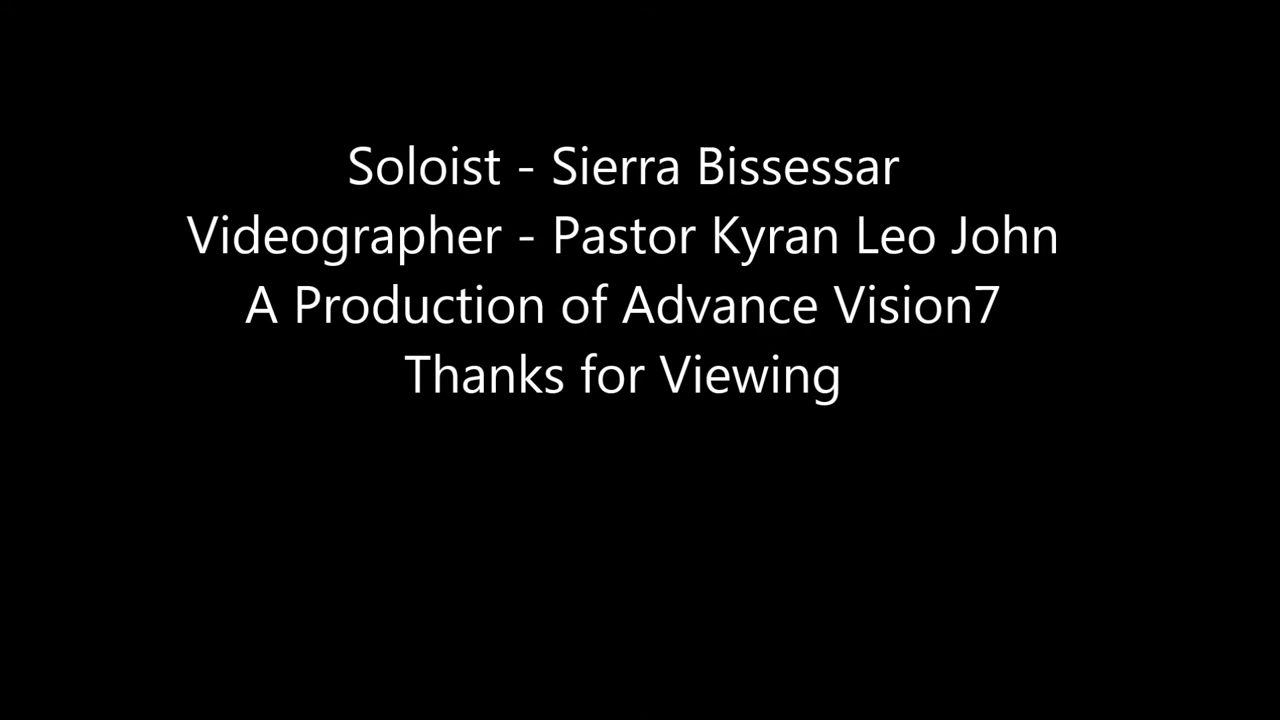 Soloist - Sierra Bissessar
Videographer - Pastor Kyran Leo John
A Production of Advance Vision7
Thanks for Viewing